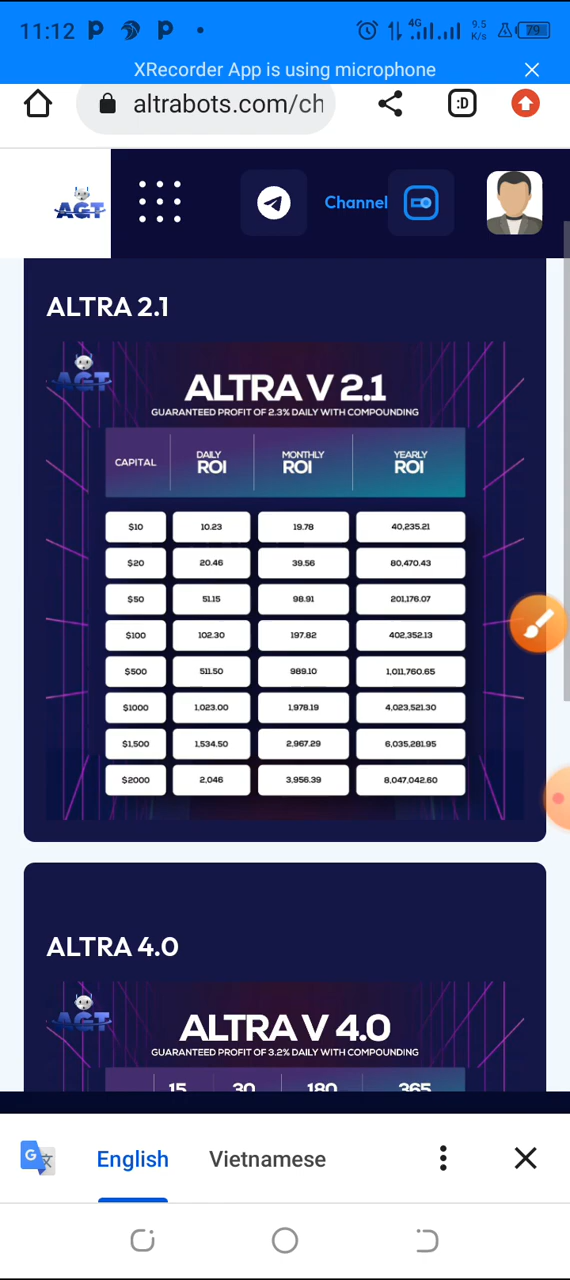 11:12
4G
9.5 K/s
79
XRecorder App is using microphone
altrabots.com/ch
:D
AGT
Channel
ALTRA 2.1
AGT
ALTRA V 2.1
GUARANTEED PROFIT OF 2.3% DAILY WITH COMPOUNDING
CAPITAL DAILY ROI MONTHLY ROI YEARLY ROI
$10 10.23 19.78 40,235.21
$20 20.46 39.56 80,470.43
$50 51.15 98.91 201,176.07
$100 102.30 197.82 402,352.13
$500 511.50 989.10 1,011,760.65
$1000 1,023.00 1,978.19 4,023,521.30
$1,500 1,534.50 2,967.29 6,035,281.95
$2000 2,046 3,956.39 8,047,042.60
ALTRA 4.0
AGT
ALTRA V 4.0
GUARANTEED PROFIT OF 3.2% DAILY WITH COMPOUNDING
15 30 180 365
English Vietnamese